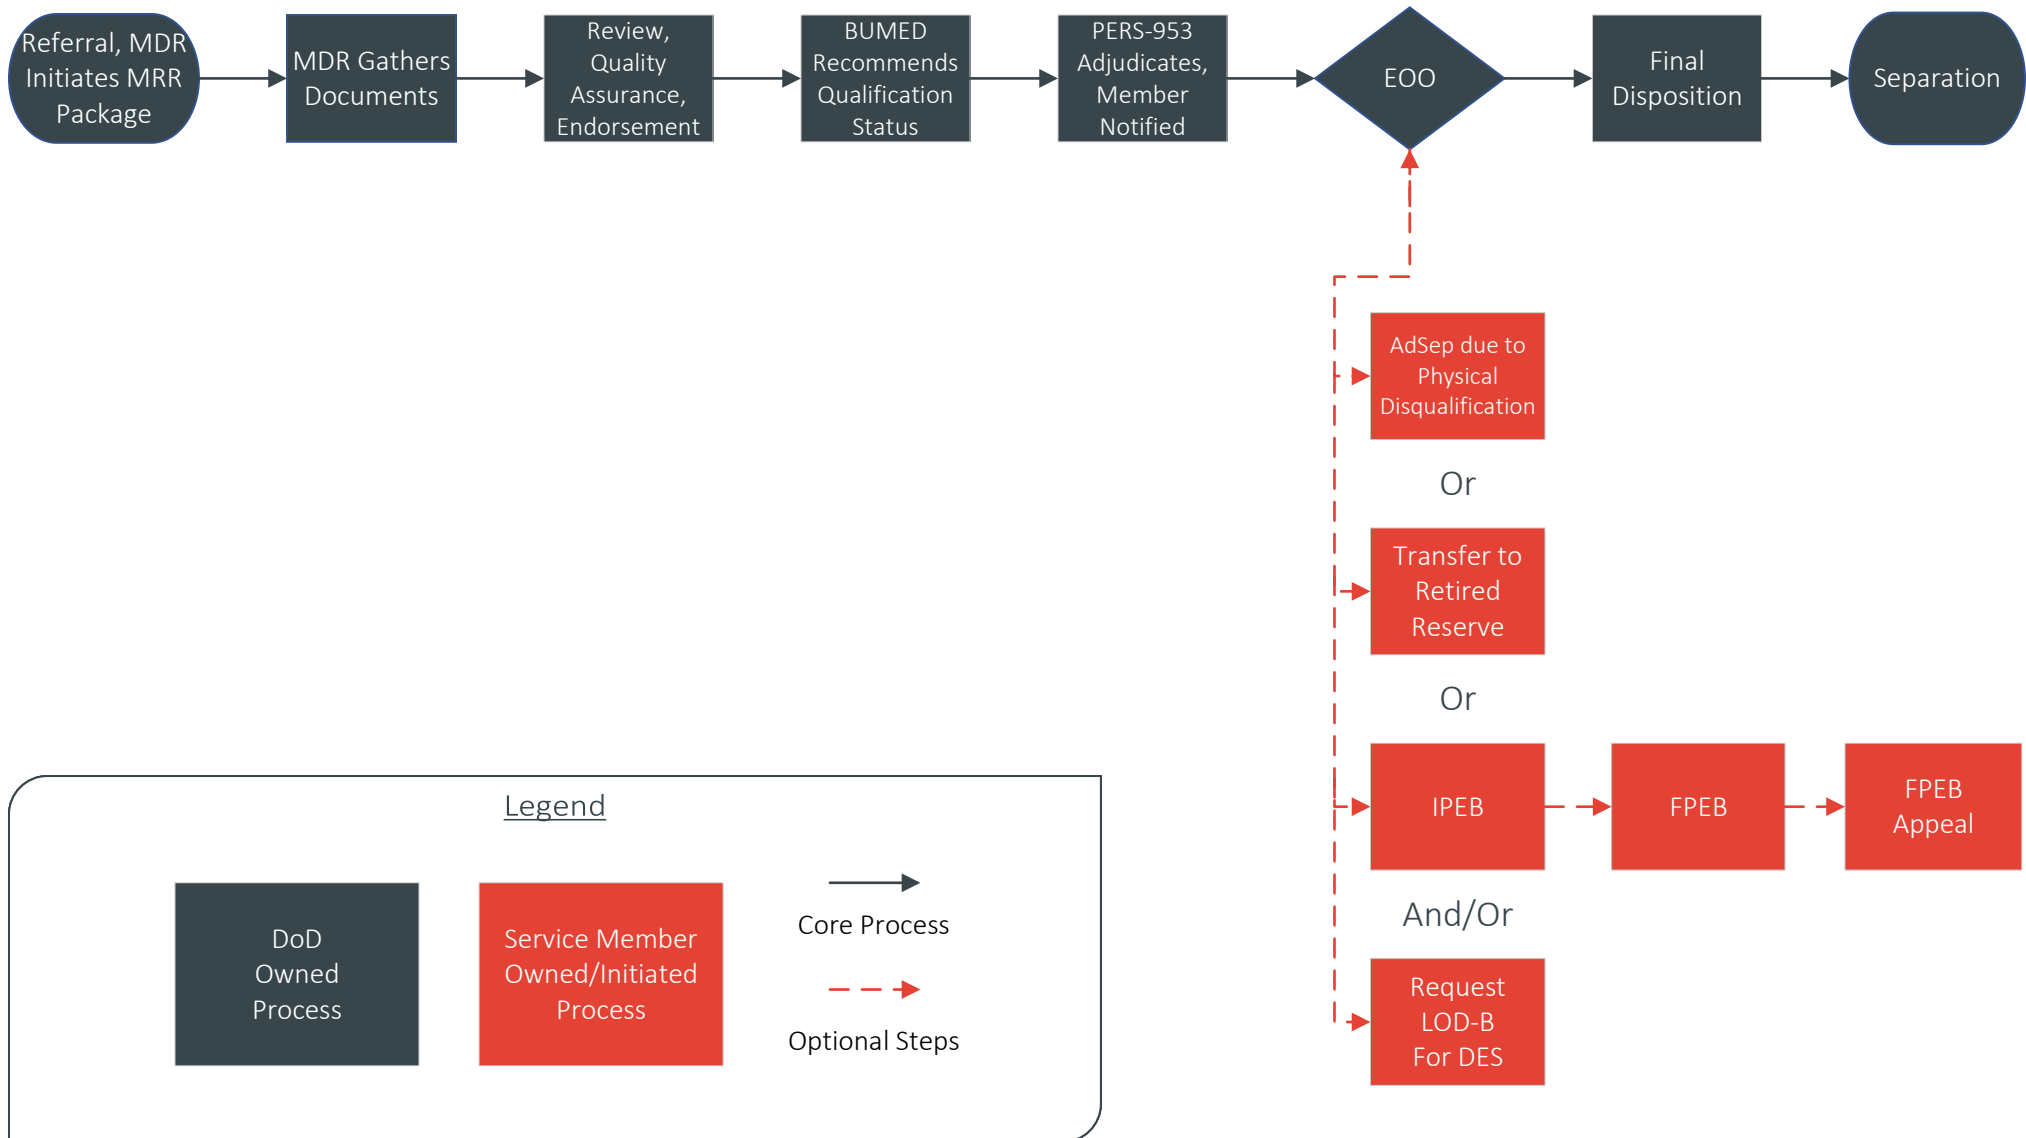 Referral, MDR
Initiates MRR
Package
MDR Gathers
Documents
Review,
Quality
Assurance,
Endorsement
BUMED
Recommends
Qualification
Status
PERS-953
Adjudicates,
Member
Notified
EOO
Final
Disposition
Separation
AdSep due to
Physical
Disqualification
Or
Transfer to
Retired
Reserve
Or
IPEB
FPEB
FPEB
Appeal
And/Or
Request
LOD-B
For DES
Legend
DoD
Owned
Process
Service Member
Owned/Initiated
Process
Core Process
Optional Steps